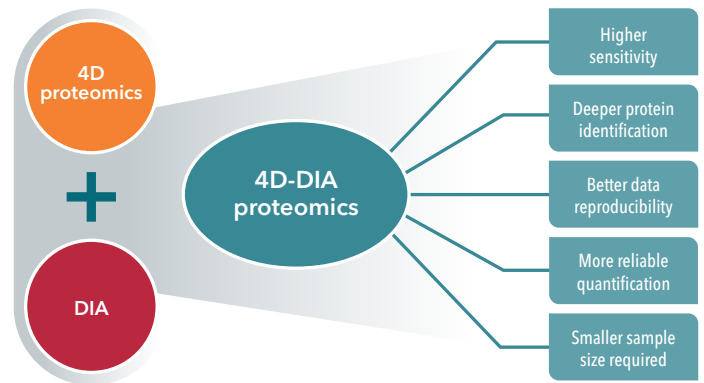 4D
proteomics
+
DIA
4D-DIA
proteomics
Higher
sensitivity
Deeper protein
identification
Better data
reproducibility
More reliable
quantification
Smaller sample
size required